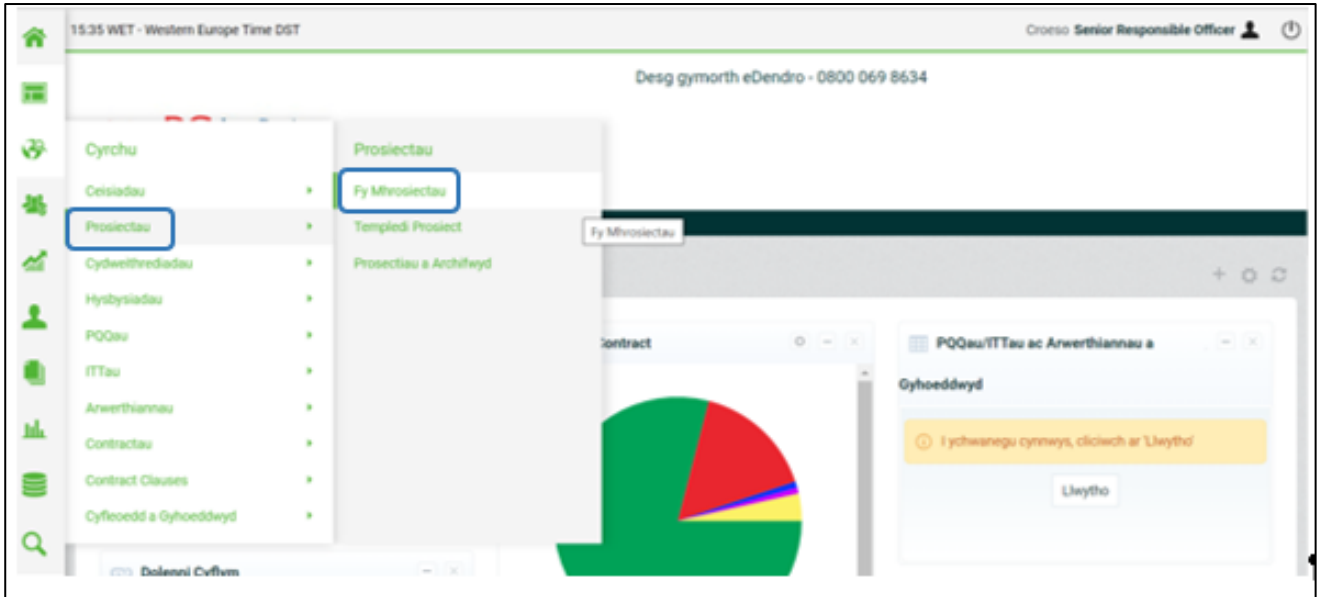 15:35 WET - Western Europe Time DST
Croeso Senior Responsible Officer
Desg gymorth eDendro - 0800 069 8634
Cyrchu
Ceisiadau
Prosiectau
Cydweithrediadau
Hysbysiadau
PQQau
ITTau
Arwerthiannau
Contractau
Contract Clauses
Cyfleoedd a Gyhoeddwyd
Prosiectau
Fy Mhrosiectau
Templedi Prosiect
Prosectiau a Archifwyd
Fy Mhrosiectau
Contract
PQQau/ITTau ac Arwerthiannau a
Gyhoeddwyd
I ychwanegu cynnwys, cliciwch ar 'Llwytho'
Llwytho
Dolenni Cyflym